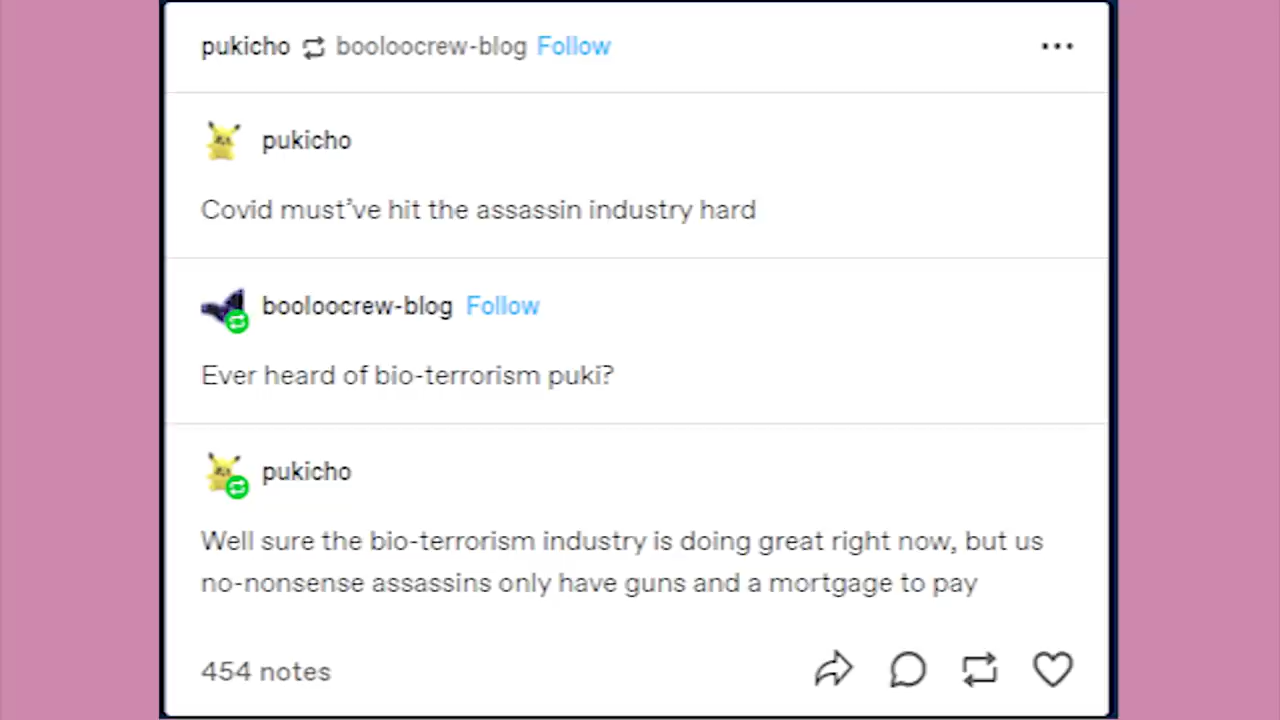 pukicho booloocrew-blog Follow
pukicho
Covid must’ve hit the assassin industry hard
booloocrew-blog Follow
Ever heard of bio-terrorism puki?
pukicho
Well sure the bio-terrorism industry is doing great right now, but us
no-nonsense assassins only have guns and a mortgage to pay
454 notes